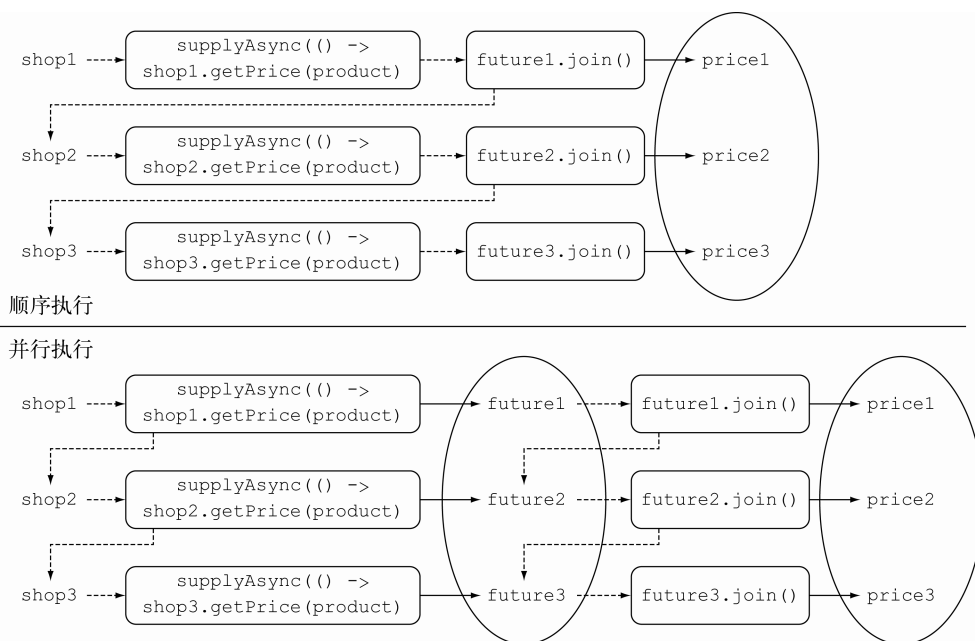 shop1
supplyAsync(() ->
shop1.getPrice(product)
future1.join()
price1
shop2
supplyAsync(() ->
shop2.getPrice(product)
future2.join()
price2
shop3
supplyAsync(() ->
shop3.getPrice(product)
future3.join()
price3
顺序执行
并行执行
shop1
supplyAsync(() ->
shop1.getPrice(product)
future1
future1.join()
price1
shop2
supplyAsync(() ->
shop2.getPrice(product)
future2
future2.join()
price2
shop3
supplyAsync(() ->
shop3.getPrice(product)
future3
future3.join()
price3